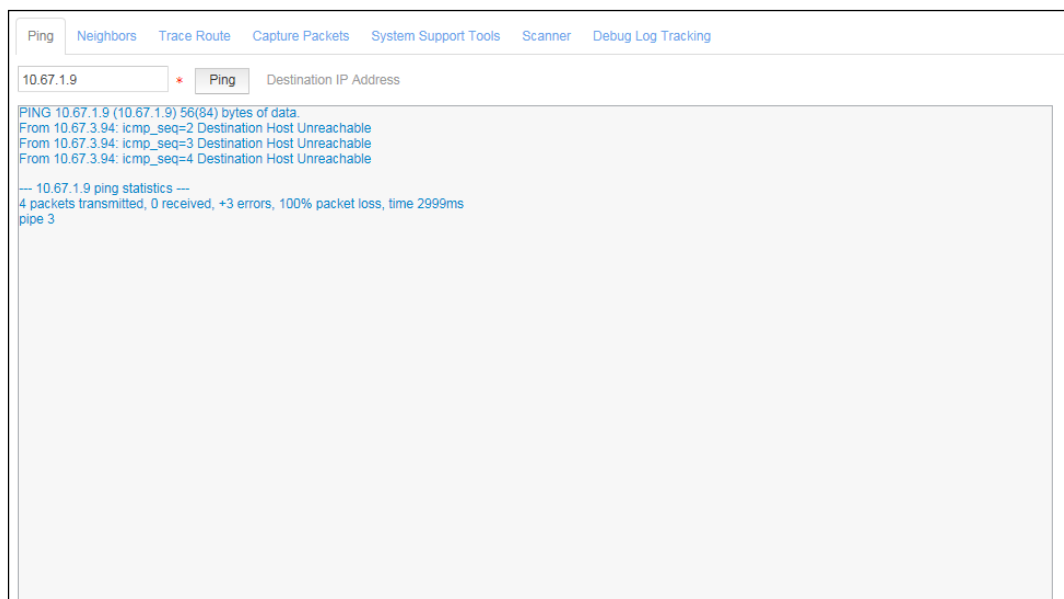 Ping Neighbors Trace Route Capture Packets System Support Tools Scanner Debug Log Tracking
10.67.1.9 * Ping Destination IP Address
PING 10.67.1.9 (10.67.1.9) 56(84) bytes of data.
From 10.67.3.94: icmp_seq=2 Destination Host Unreachable
From 10.67.3.94: icmp_seq=3 Destination Host Unreachable
From 10.67.3.94: icmp_seq=4 Destination Host Unreachable
--- 10.67.1.9 ping statistics ---
4 packets transmitted, 0 received, +3 errors, 100% packet loss, time 2999ms
pipe 3